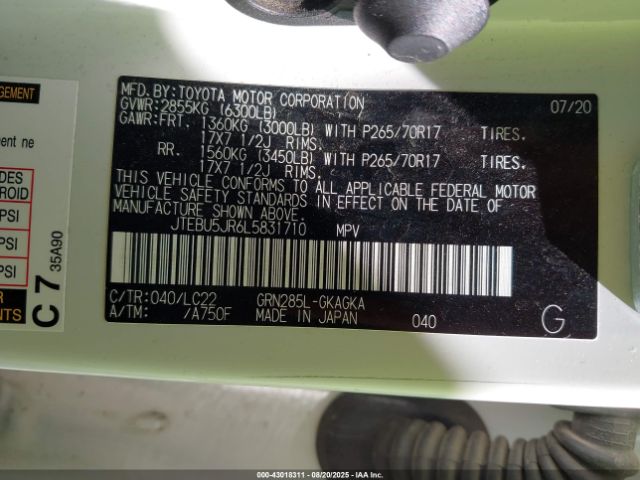 MFD. BY: TOYOTA MOTOR CORPORATION 07/20
GVWR: 2855KG (6300LB)
GAWR: FRT. 1360KG (3000LB) WITH P265/70R17 TIRES.
17X7 1/2J RIMS.
RR. 1560KG (3450LB) WITH P265/70R17 TIRES.
17X7 1/2J RIMS.
THIS VEHICLE CONFORMS TO ALL APPLICABLE FEDERAL MOTOR
VEHICLE SAFETY STANDARDS IN EFFECT ON THE DATE OF
MANUFACTURE SHOWN ABOVE.
JTEBU5JR6L5831710 MPV
C/TR: 040/LC22 GRN285L-GKAGKA
A/TM: /A750F MADE IN JAPAN 040 G
ent ne
PSI
PSI
C 7 35A90
000-43018311 - 08/20/2025 - IAA Inc.